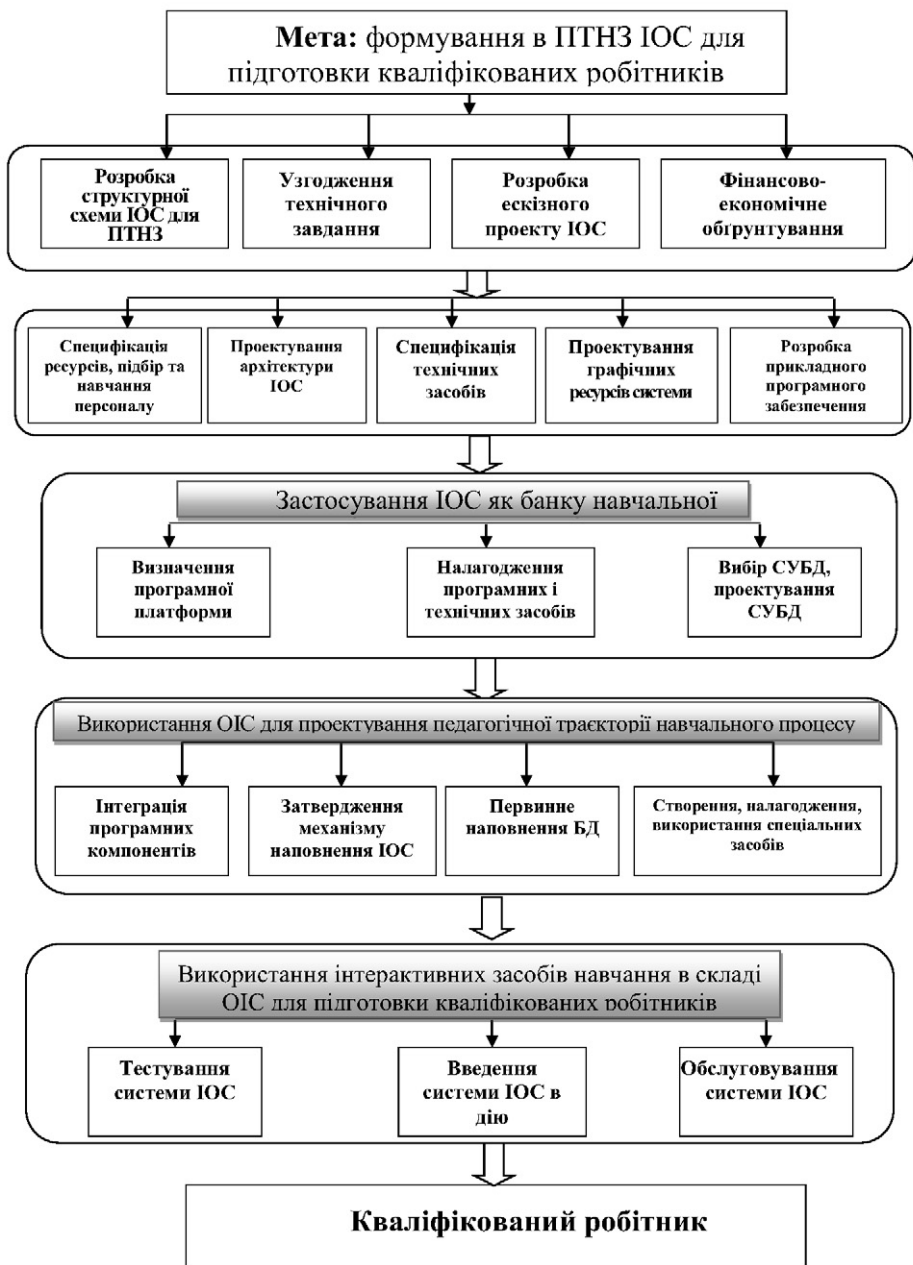 Мета: формування в ПТНЗ ІОС для
підготовки кваліфікованих робітників
Розробка
структурної
схеми ІОС для
ПТНЗ
Узгодження
технічного
завдання
Розробка
ескізного
проекту ІОС
Фінансово-
економічне
обґрунтування
Специфікація
ресурсів, підбір та
навчання
персоналу
Проектування
архітектури
ІОС
Специфікація
технічних
засобів
Проектування
графічних
ресурсів системи
Розробка
прикладного
програмного
забезпечення
Застосування ІОС як банку навчальної
Визначення
програмної
платформи
Налагодження
програмних і
технічних засобів
Вибір СУБД,
проектування
СУБД
Використання ОІС для проектування педагогічної траєкторії навчального процесу
Інтеграція
програмних
компонентів
Затвердження
механізму
наповнення ІОС
Первинне
наповнення БД
Створення, налагодження,
використання спеціальних
засобів
Використання інтерактивних засобів навчання в складі
ОІС для підготовки кваліфікованих робітників
Тестування
системи ІОС
Введення
системи ІОС в
дію
Обслуговування
системи ІОС
Кваліфікований робітник